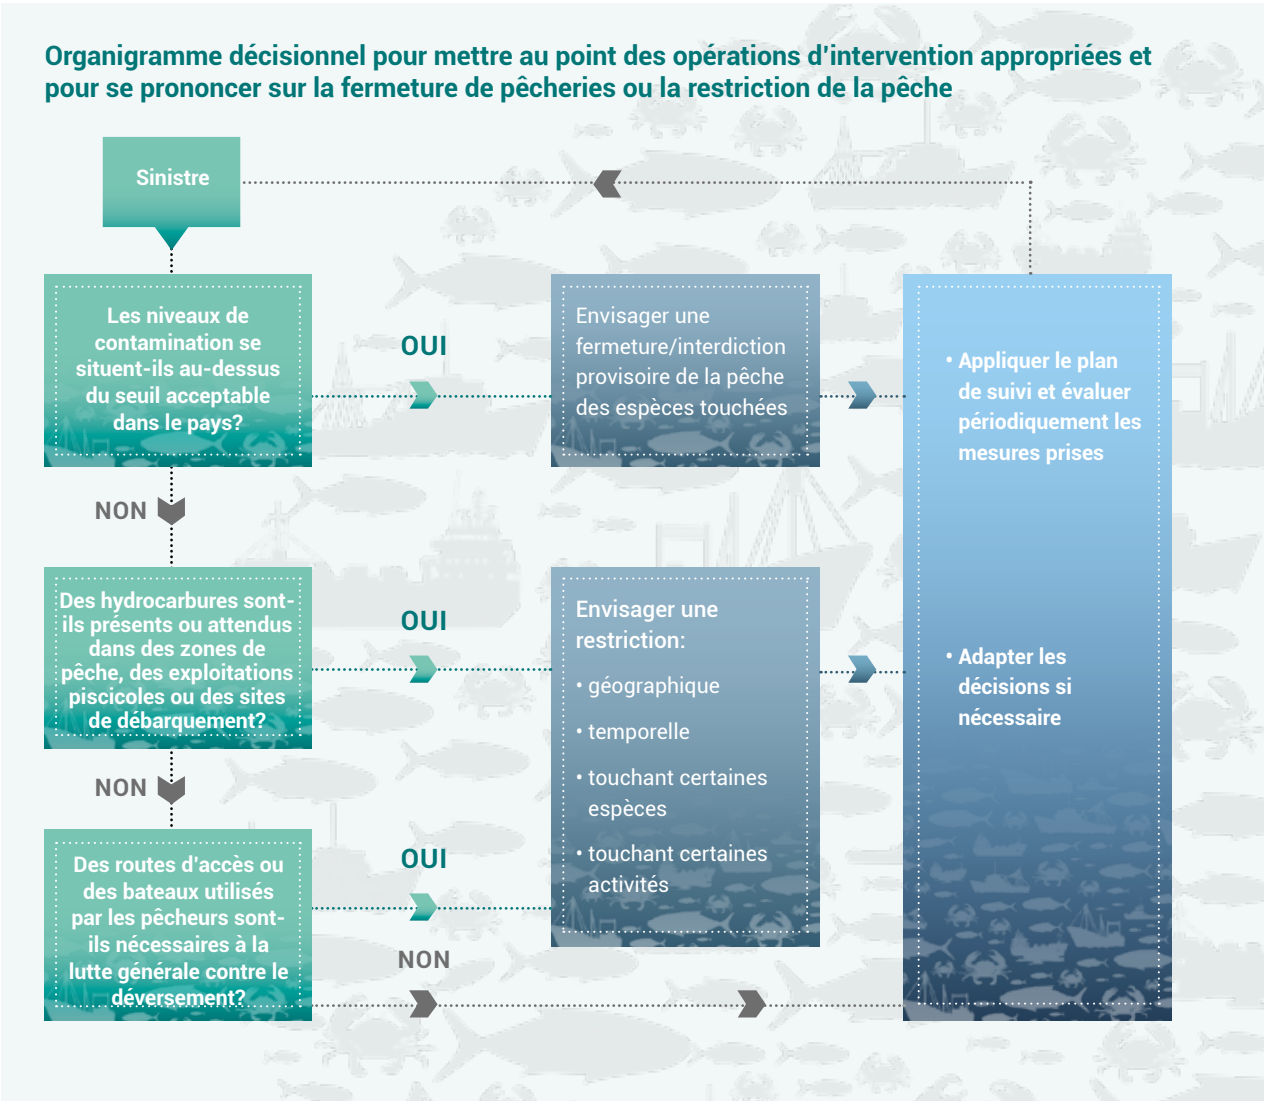 Organigramme décisionnel pour mettre au point des opérations d'intervention appropriées et
pour se prononcer sur la fermeture de pêcheries ou la restriction de la pêche
Sinistre
Les niveaux de
contamination se
situent-ils au-dessus
du seuil acceptable
dans le pays?
OUI
Envisager une
fermeture/interdiction
provisoire de la pêche
des espèces touchées
• Appliquer le plan
de suivi et évaluer
périodiquement les
mesures prises
NON
Des hydrocarbures sont-
ils présents ou attendus
dans des zones de
pêche, des exploitations
piscicoles ou des sites
de débarquement?
OUI
Envisager une
restriction:
• géographique
• temporelle
• touchant certaines
espèces
• touchant certaines
activités
• Adapter les
décisions si
nécessaire
NON
Des routes d'accès ou
des bateaux utilisés
par les pêcheurs sont-
ils nécessaires à la
lutte générale contre le
déversement?
OUI
NON